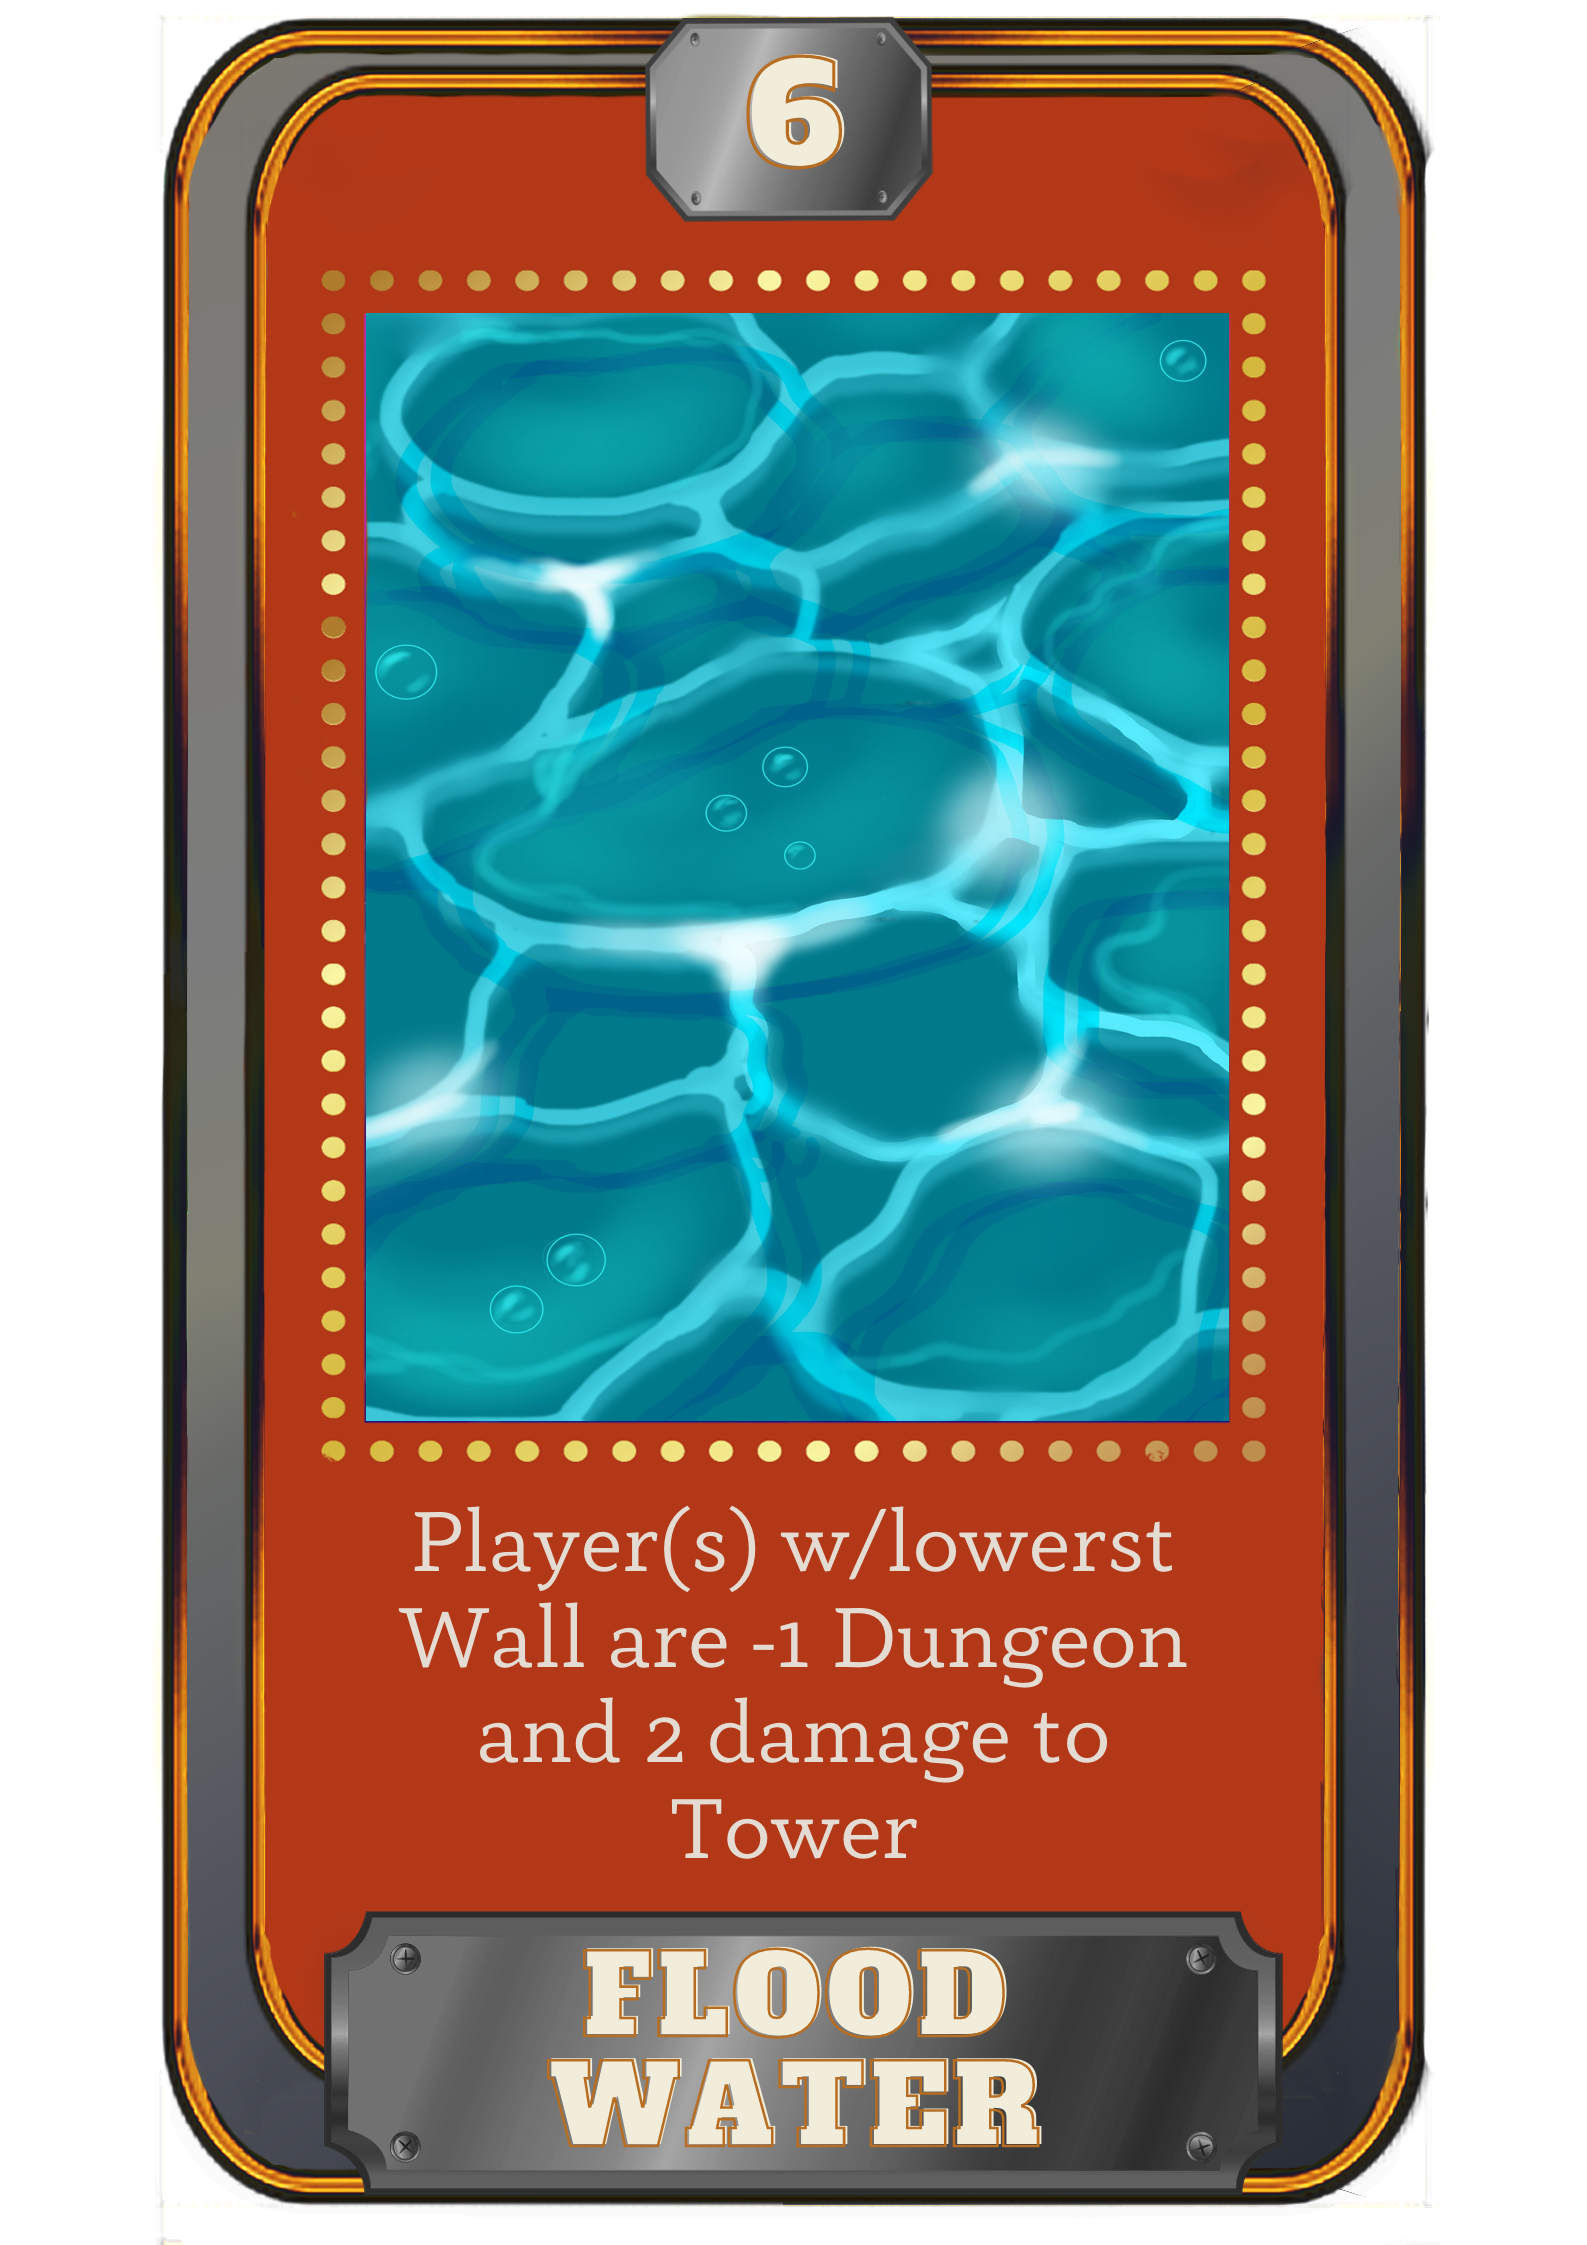 6
Player(s) w/lowerst
Wall are -1 Dungeon
and 2 damage to
Tower
FLOOD
WATER